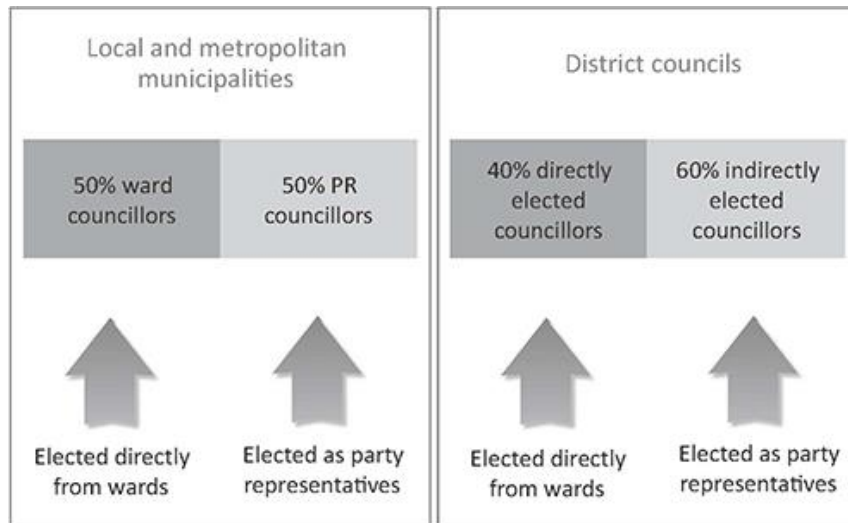 Local and metropolitan
municipalities
50% ward
councillors
50% PR
councillors
Elected directly
from wards
Elected as party
representatives
District councils
40% directly
elected
councillors
60% indirectly
elected
councillors
Elected directly
from wards
Elected as party
representatives